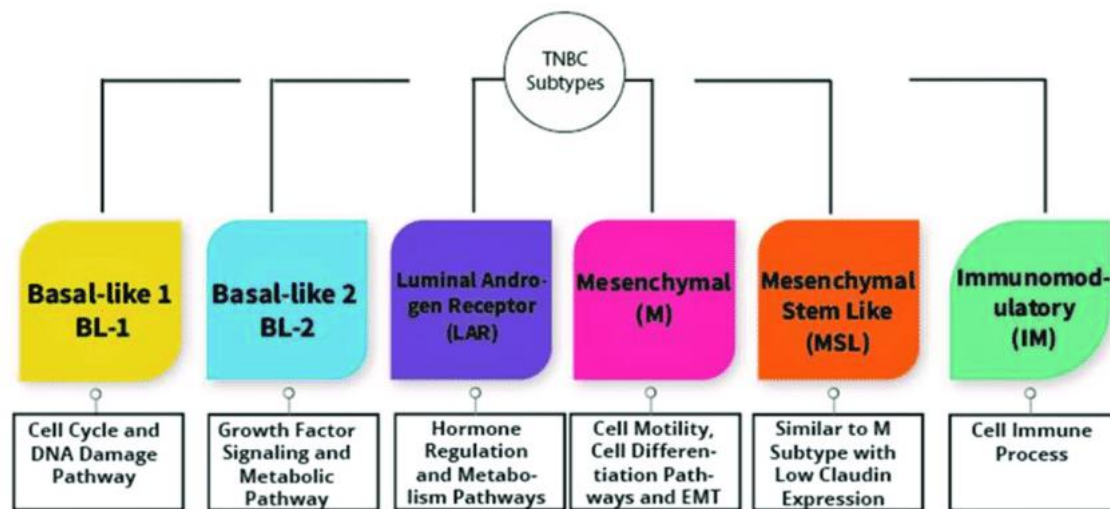 TNBC
Subtypes
Basal-like 1
BL-1
Basal-like 2
BL-2
Luminal Andro-
gen Receptor
(LAR)
Mesenchymal
(M)
Mesenchymal
Stem Like
(MSL)
Immunomod-
ulatory
(IM)
Cell Cycle and
DNA Damage
Pathway
Growth Factor
Signaling and
Metabolic
Pathway
Hormone
Regulation
and Metabo-
lism Pathways
Cell Motility,
Cell Differen-
tiation Path-
ways and EMT
Similar to M
Subtype with
Low Claudin
Expression
Cell Immune
Process